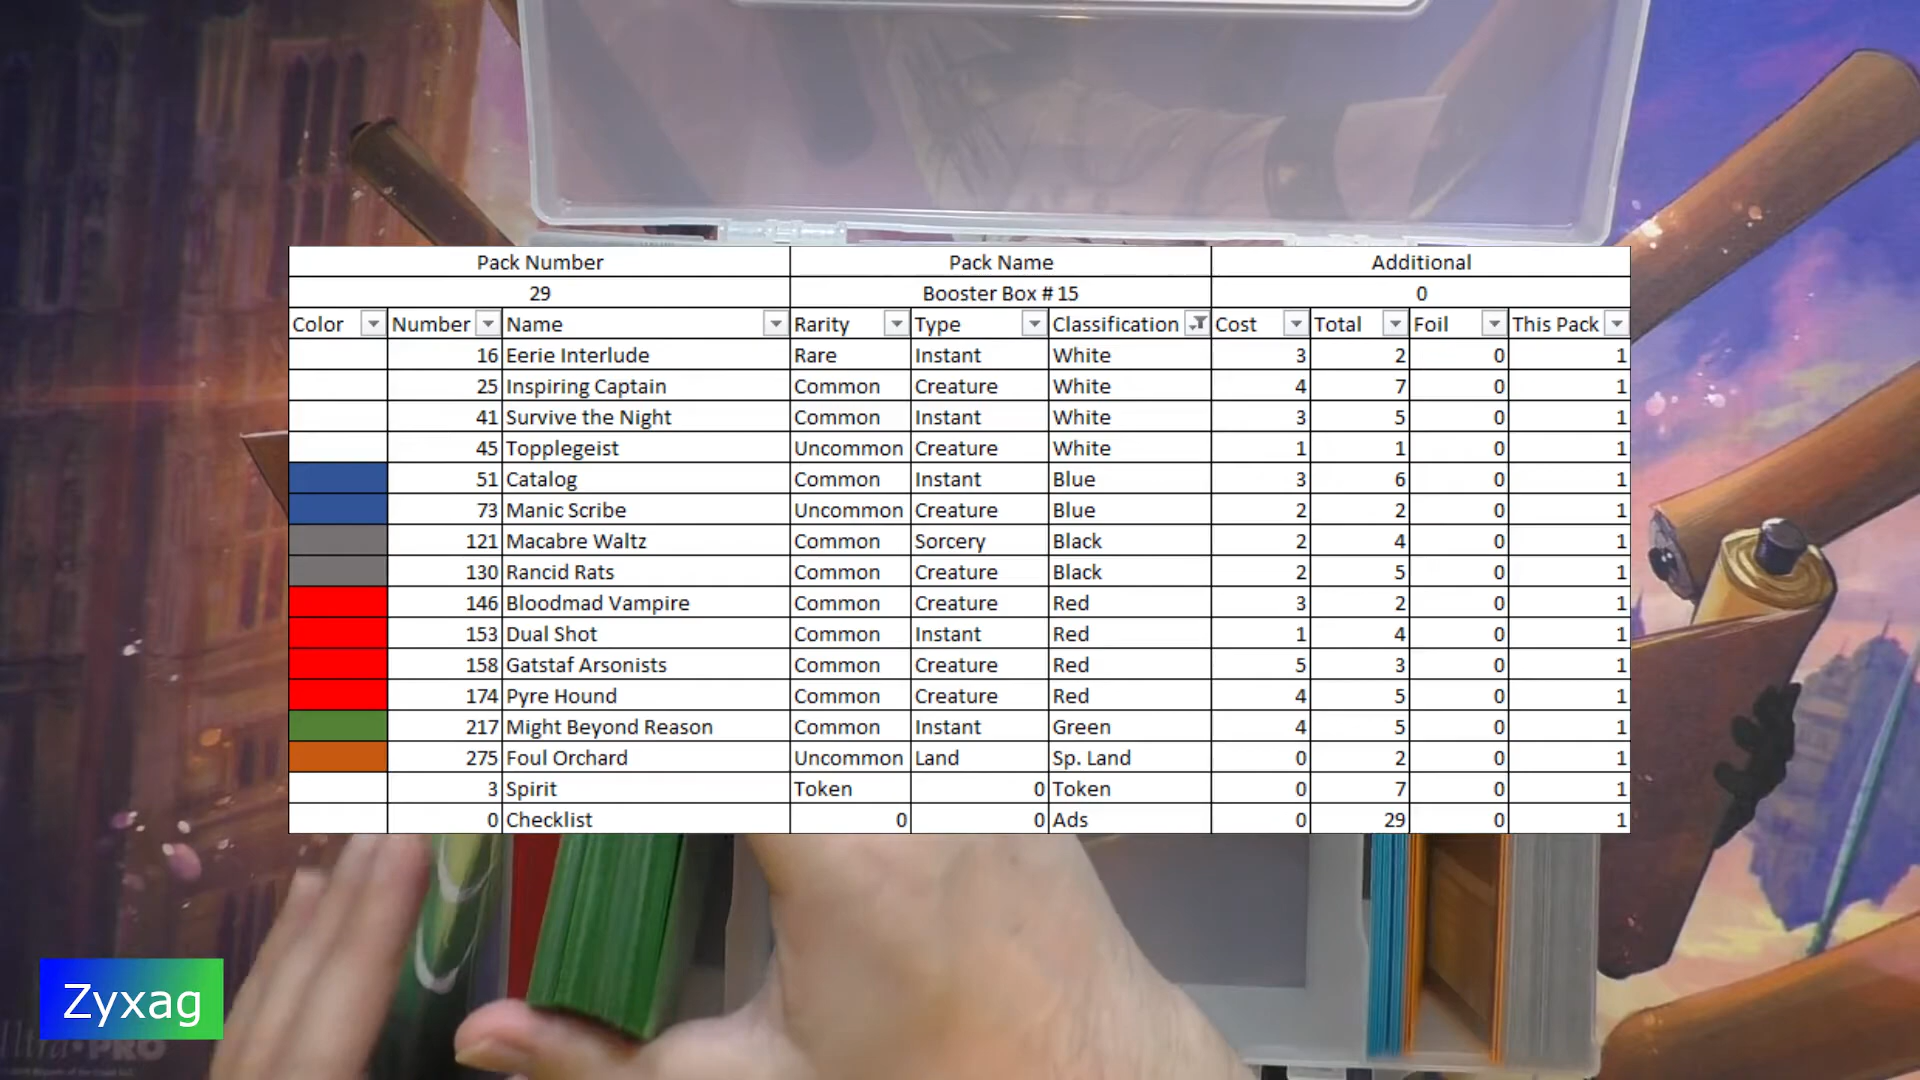 Pack Number Pack Name Additional
29 Booster Box # 15 0
Color Number Name Rarity Type Classification Cost Total Foil This Pack
16 Eerie Interlude Rare Instant White 3 2 0 1
25 Inspiring Captain Common Creature White 4 7 0 1
41 Survive the Night Common Instant White 3 5 0 1
45 Topplegeist Uncommon Creature White 1 1 0 1
51 Catalog Common Instant Blue 3 6 0 1
73 Manic Scribe Uncommon Creature Blue 2 2 0 1
121 Macabre Waltz Common Sorcery Black 2 4 0 1
130 Rancid Rats Common Creature Black 2 5 0 1
146 Bloodmad Vampire Common Creature Red 3 2 0 1
153 Dual Shot Common Instant Red 1 4 0 1
158 Gatstaf Arsonists Common Creature Red 5 3 0 1
174 Pyre Hound Common Creature Red 4 5 0 1
217 Might Beyond Reason Common Instant Green 4 5 0 1
275 Foul Orchard Uncommon Land Sp. Land 0 2 0 1
3 Spirit Token 0 Token 0 7 0 1
0 Checklist 0 0 Ads 0 29 0 1
Zyxag
Ultra PRO